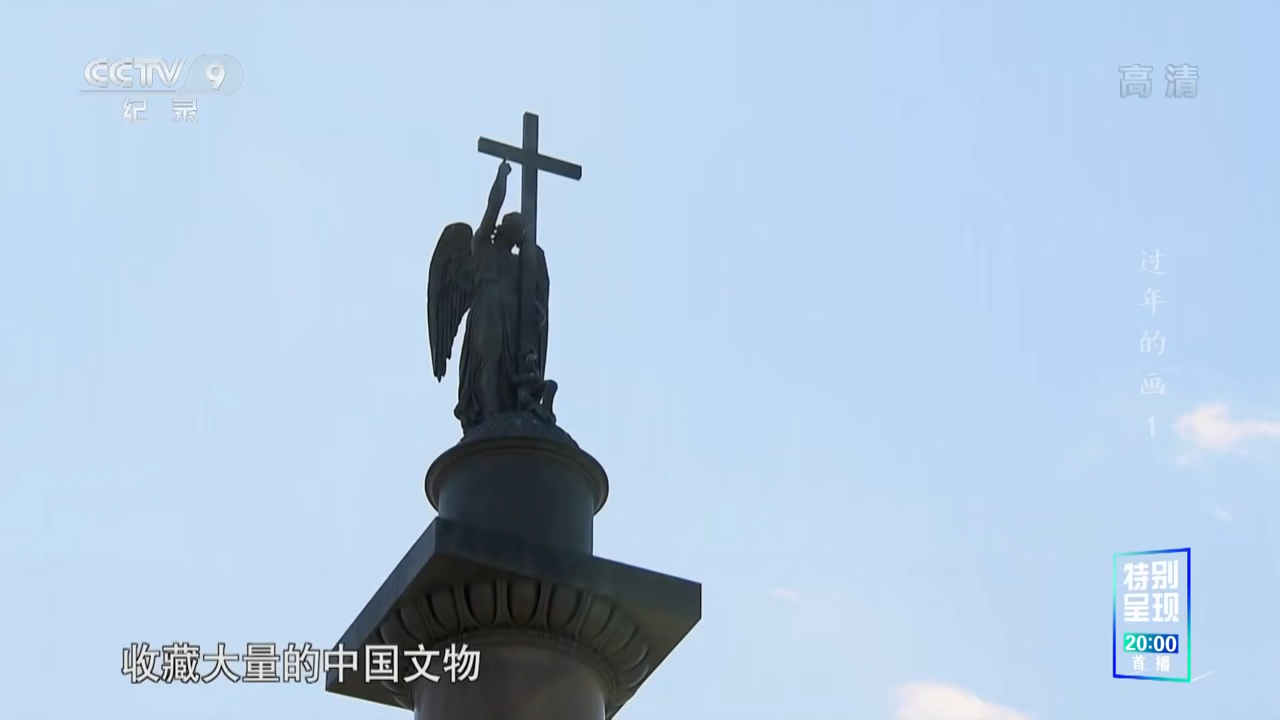 CCTV 9
纪录
高清
过年的画1
特别
呈现
20:00
首播
收藏大量的中国文物